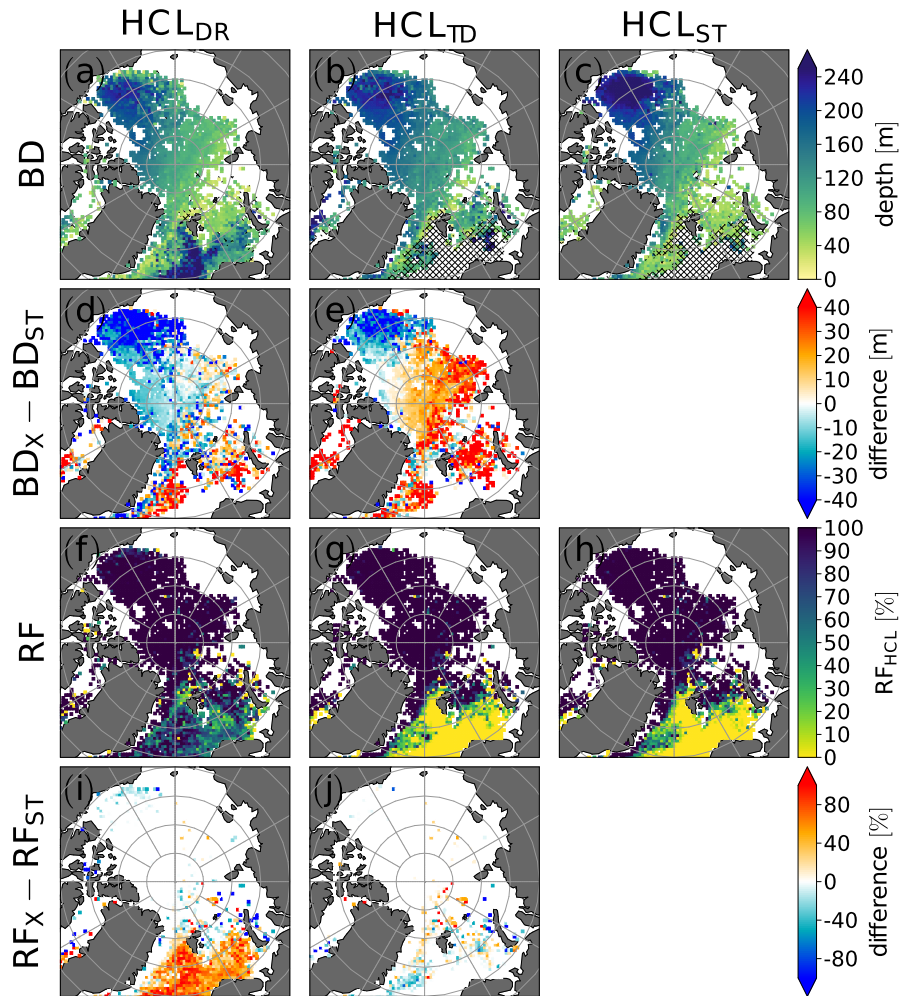 HCL_DR HCL_TD HCL_ST
BD
(a) (b) (c)
240
200
160
120
80
40
0
depth [m]
BD_X − BD_ST
(d) (e)
40
30
20
10
0
-10
-20
-30
-40
difference [m]
RF
(f) (g) (h)
100
90
80
70
60
50
40
30
20
10
0
RF_HCL [%]
RF_X − RF_ST
(i) (j)
80
40
0
-40
-80
difference [%]